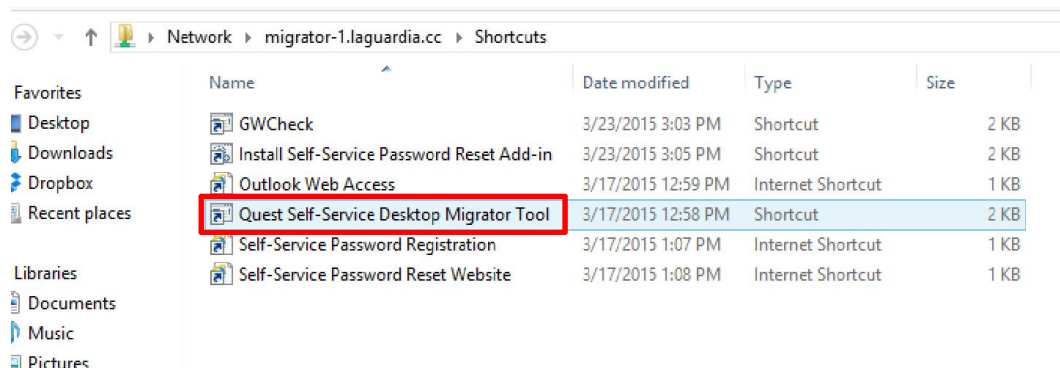 Network migrator-1.laguardia.cc Shortcuts
Name Date modified Type Size
Favorites
Desktop
Downloads
Dropbox
Recent places
Libraries
Documents
Music
Pictures
GWCheck 3/23/2015 3:03 PM Shortcut 2 KB
Install Self-Service Password Reset Add-in 3/23/2015 3:05 PM Shortcut 2 KB
Outlook Web Access 3/17/2015 12:59 PM Internet Shortcut 1 KB
Quest Self-Service Desktop Migrator Tool 3/17/2015 12:58 PM Shortcut 2 KB
Self-Service Password Registration 3/17/2015 1:07 PM Internet Shortcut 1 KB
Self-Service Password Reset Website 3/17/2015 1:08 PM Internet Shortcut 1 KB